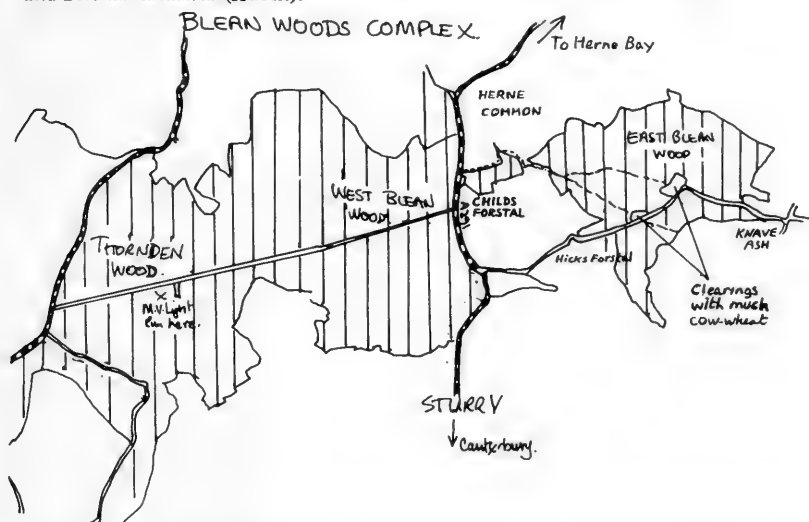 BLEAN WOODS COMPLEX.
To Herne Bay
HERNE
COMMON
EAST BLEAN
WOOD
WEST BLEAN
WOOD
CHILDS
FORSTAL
THORNDEN
WOOD.
KNAVE
ASH
Hicks Forstal
M.V. Light
run here.
Clearings
with much
cow-wheat
STURRY
Canterbury.